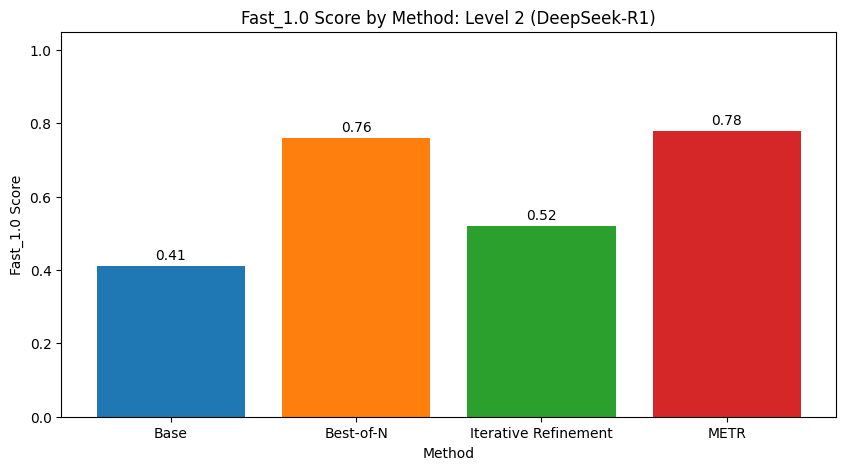 Fast_1.0 Score by Method: Level 2 (DeepSeek-R1)
1.0
0.8
0.6
0.4
0.2
0.0
Fast_1.0 Score
0.41
0.76
0.52
0.78
Base
Best-of-N
Iterative Refinement
METR
Method